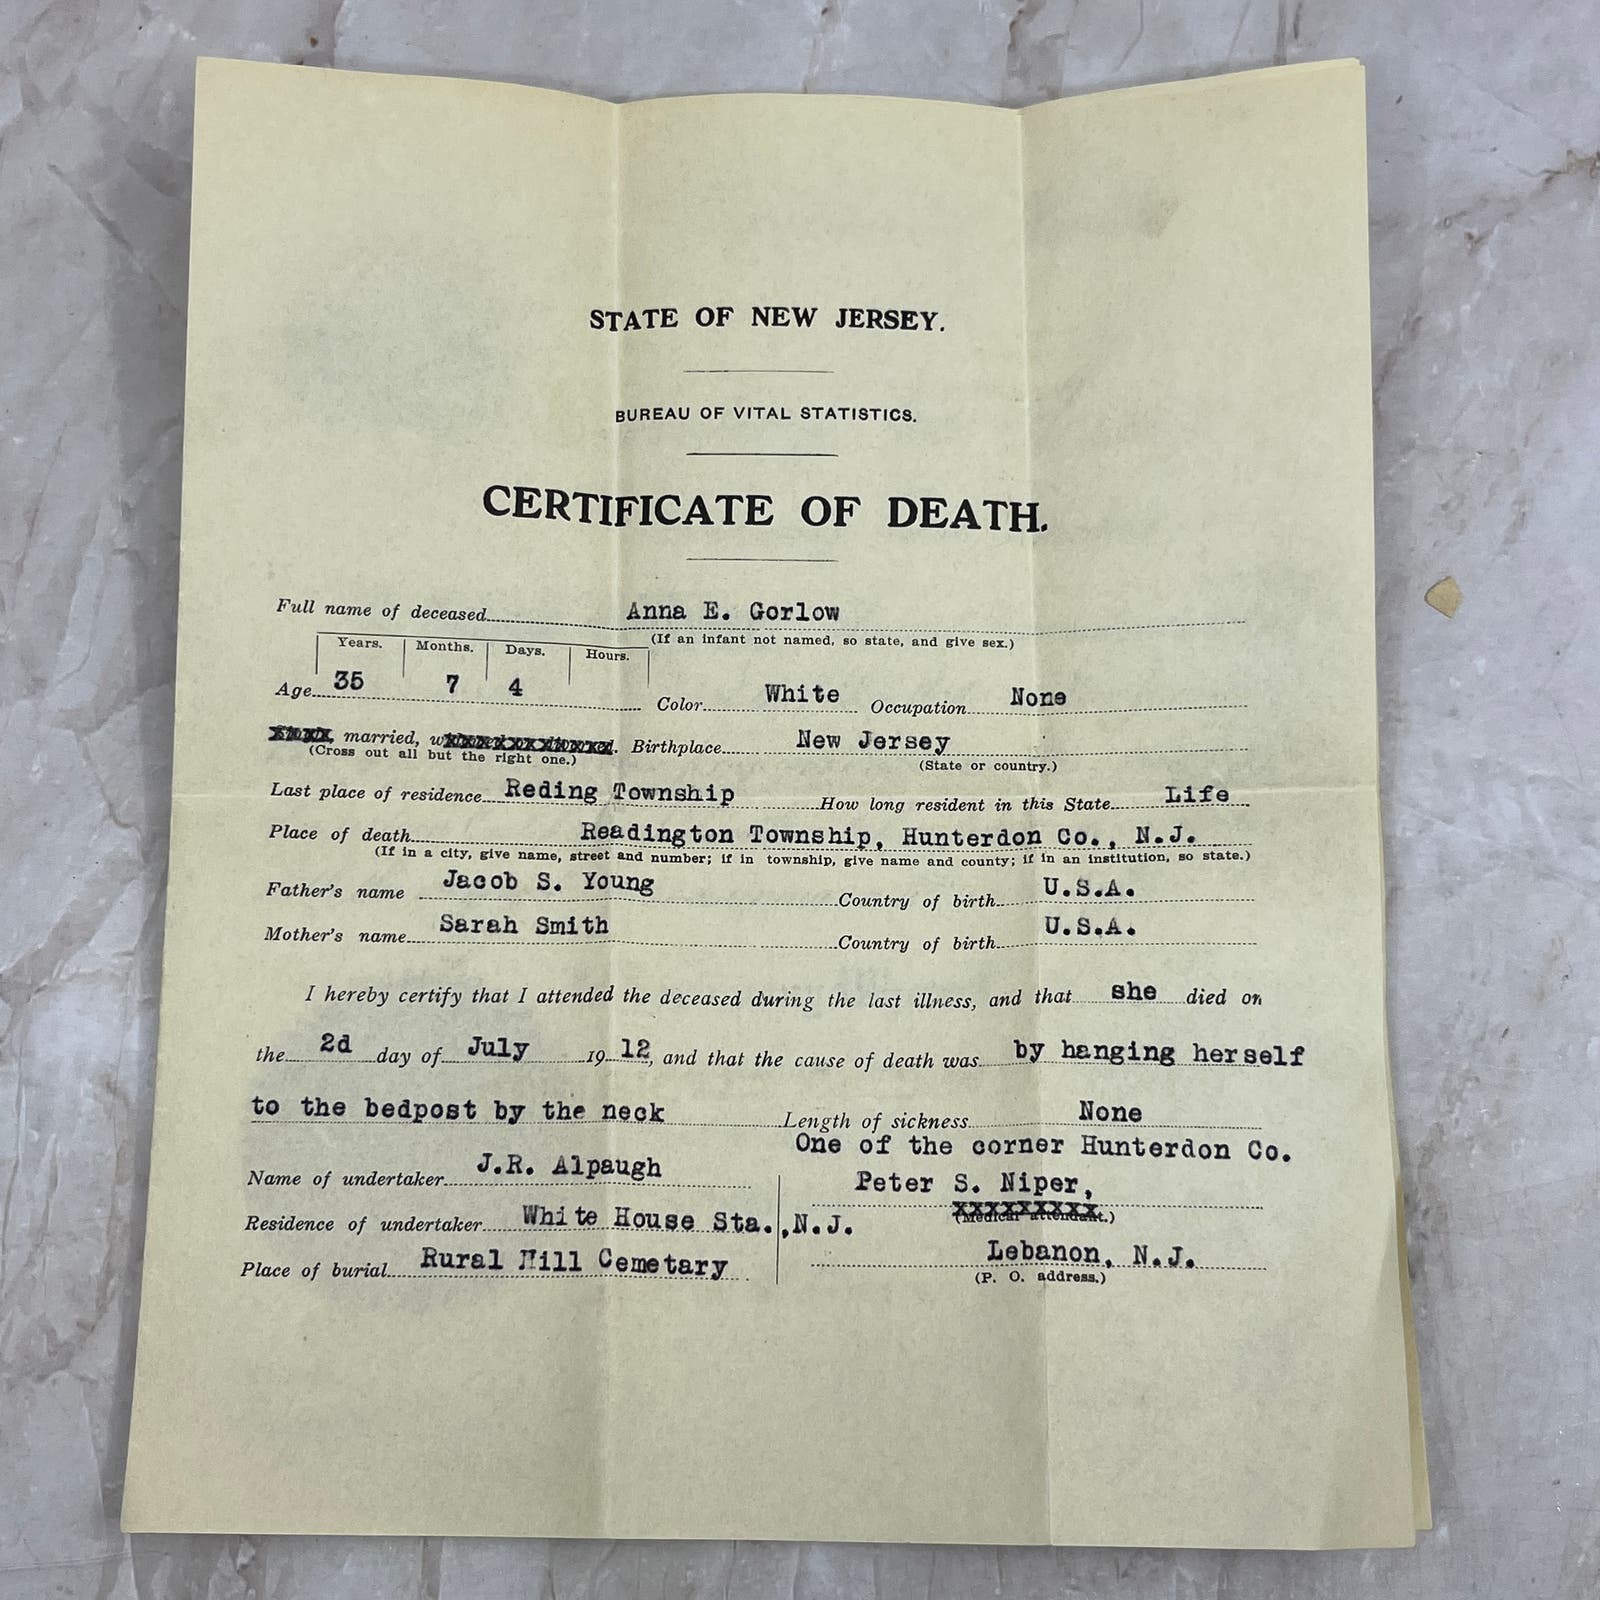 STATE OF NEW JERSEY.
BUREAU OF VITAL STATISTICS.
CERTIFICATE OF DEATH.
Full name of deceased Anna E. Gorlow
(If an infant not named, so state, and give sex.)
Years. Months. Days. Hours.
Age 35 7 4 Color White Occupation None
married, Birthplace New Jersey
(Cross out all but the right one.) (State or country.)
Last place of residence Reding Township How long resident in this State Life
Place of death Readington Township, Hunterdon Co., N.J.
(If in a city, give name, street and number; if in township, give name and county; if in an institution, so state.)
Father's name Jacob S. Young Country of birth U.S.A.
Mother's name Sarah Smith Country of birth U.S.A.
I hereby certify that I attended the deceased during the last illness, and that she died on
the 2d day of July 19 12, and that the cause of death was by hanging herself
to the bedpost by the neck Length of sickness None
One of the corner Hunterdon Co.
Name of undertaker J.R. Alpaugh Peter S. Niper,
Residence of undertaker White House Sta., N.J. (Medical attendant.)
Place of burial Rural Hill Cemetary Lebanon, N.J.
(P. O. address.)